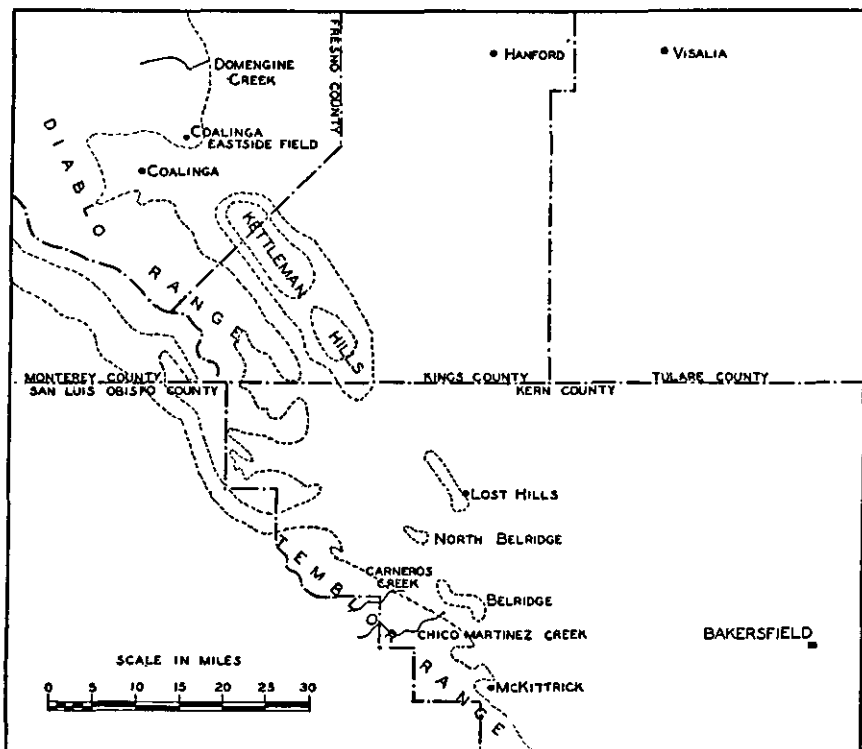 FRESNO COUNTY
DOMENGINE
CREEK
HANFORD
VISALIA
COALINGA
EASTSIDE FIELD
COALINGA
DIABLO RANGE
KETTLEMAN
HILLS
MONTEREY COUNTY
SAN LUIS OBISPO COUNTY
KINGS COUNTY
KERN COUNTY
TULARE COUNTY
LOST HILLS
NORTH BELRIDGE
TEMBLOR RANGE
CARNEROS
CREEK
BELRIDGE
CHICO MARTINEZ CREEK
BAKERSFIELD
MCKITTRICK
SCALE IN MILES
0 5 10 15 20 25 30